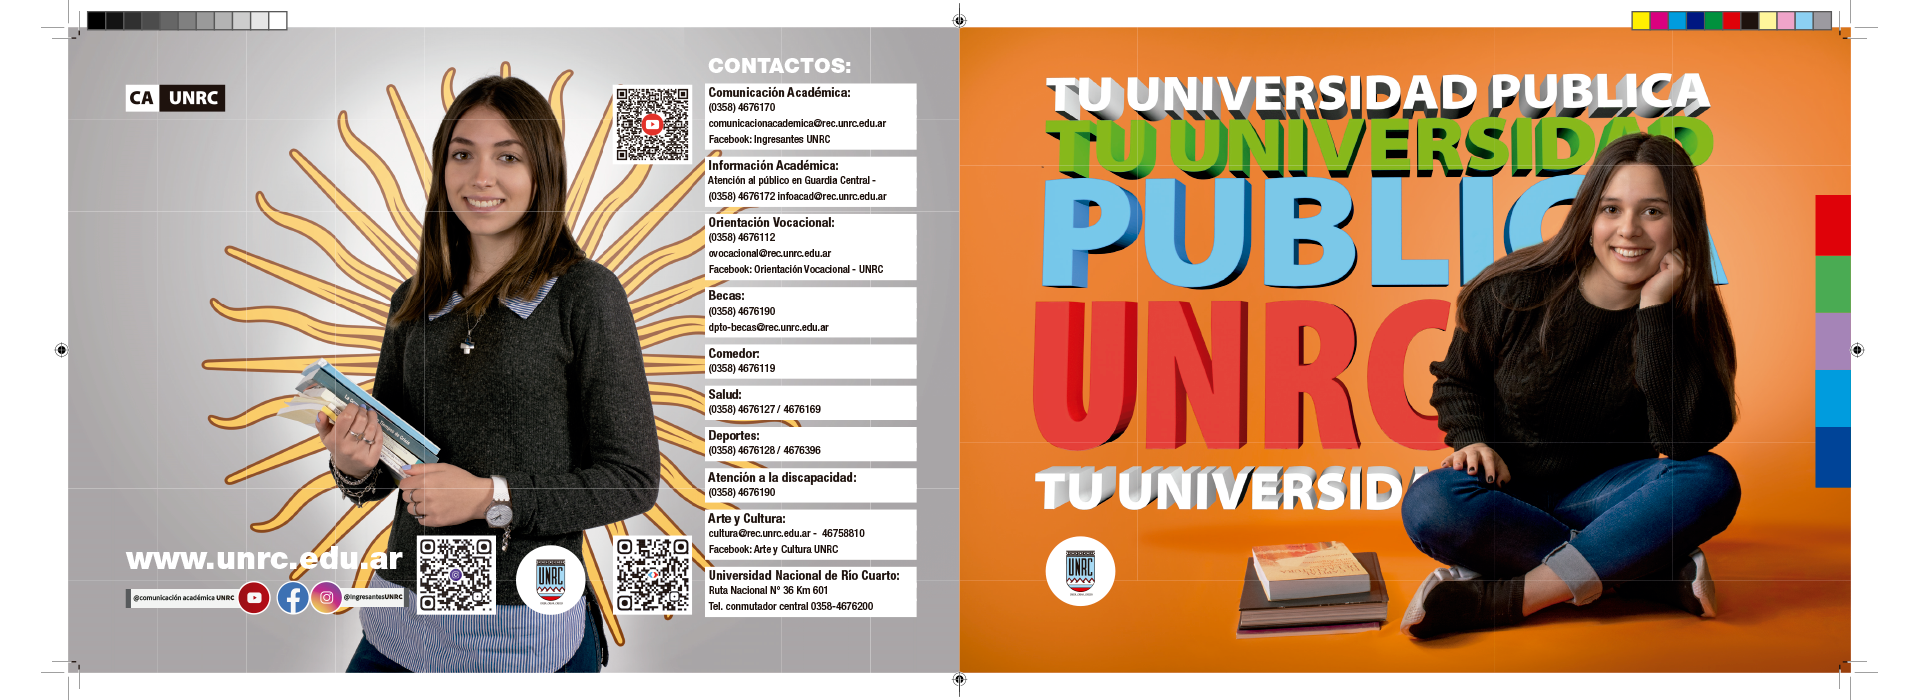 CA UNRC
CONTACTOS:
Comunicación Académica:
(0358) 4676170
comunicacionacademica@rec.unrc.edu.ar
Facebook: Ingresantes UNRC
Información Académica:
Atención al público en Guardia Central -
(0358) 4676172 infoacad@rec.unrc.edu.ar
Orientación Vocacional:
(0358) 4676112
ovocacional@rec.unrc.edu.ar
Facebook: Orientación Vocacional - UNRC
Becas:
(0358) 4676190
dpto-becas@rec.unrc.edu.ar
Comedor:
(0358) 4676119
Salud:
(0358) 4676127 / 4676169
Deportes:
(0358) 4676128 / 4676396
Atención a la discapacidad:
(0358) 4676190
Arte y Cultura:
cultura@rec.unrc.edu.ar - 46758810
Facebook: Arte y Cultura UNRC
Universidad Nacional de Río Cuarto:
Ruta Nacional Nº 36 Km 601
Tel. conmutador central 0358-4676200
www.unrc.edu.ar
@comunicación académica UNRC
@IngresantesUNRC
UNRC
TU UNIVERSIDAD PUBLICA
TU UNIVERSIDAD
PUBLICA
UNRC
TU UNIVERSIDA
UNRC